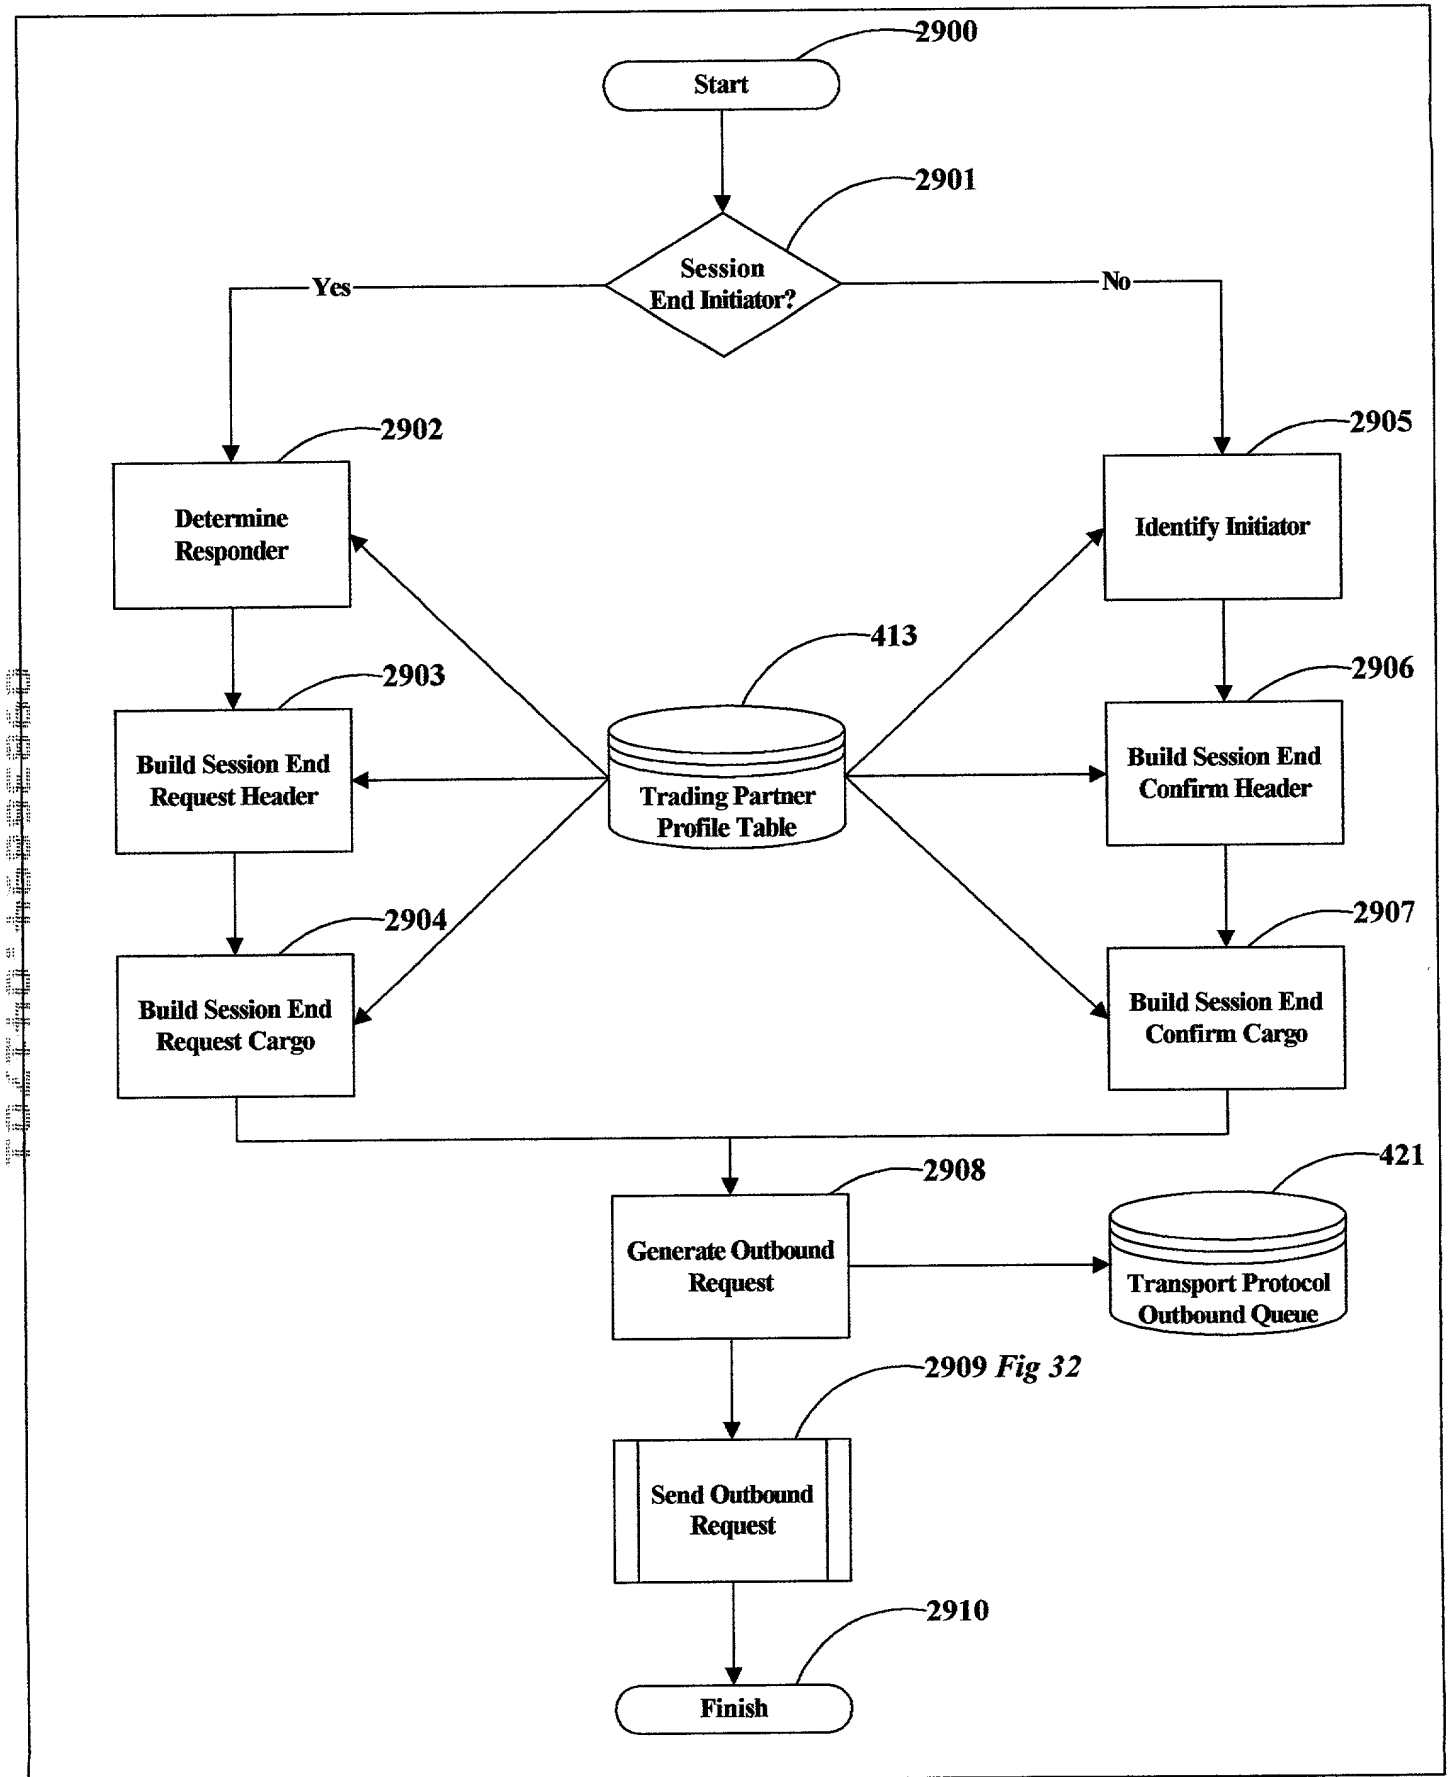 2900
Start
2901
Session
End Initiator?
Yes
No
2902
2905
Determine
Responder
Identify Initiator
413
2903
2906
Build Session End
Request Header
Trading Partner
Profile Table
Build Session End
Confirm Header
2904
2907
Build Session End
Request Cargo
Build Session End
Confirm Cargo
2908
421
Generate Outbound
Request
Transport Protocol
Outbound Queue
2909 Fig 32
Send Outbound
Request
2910
Finish